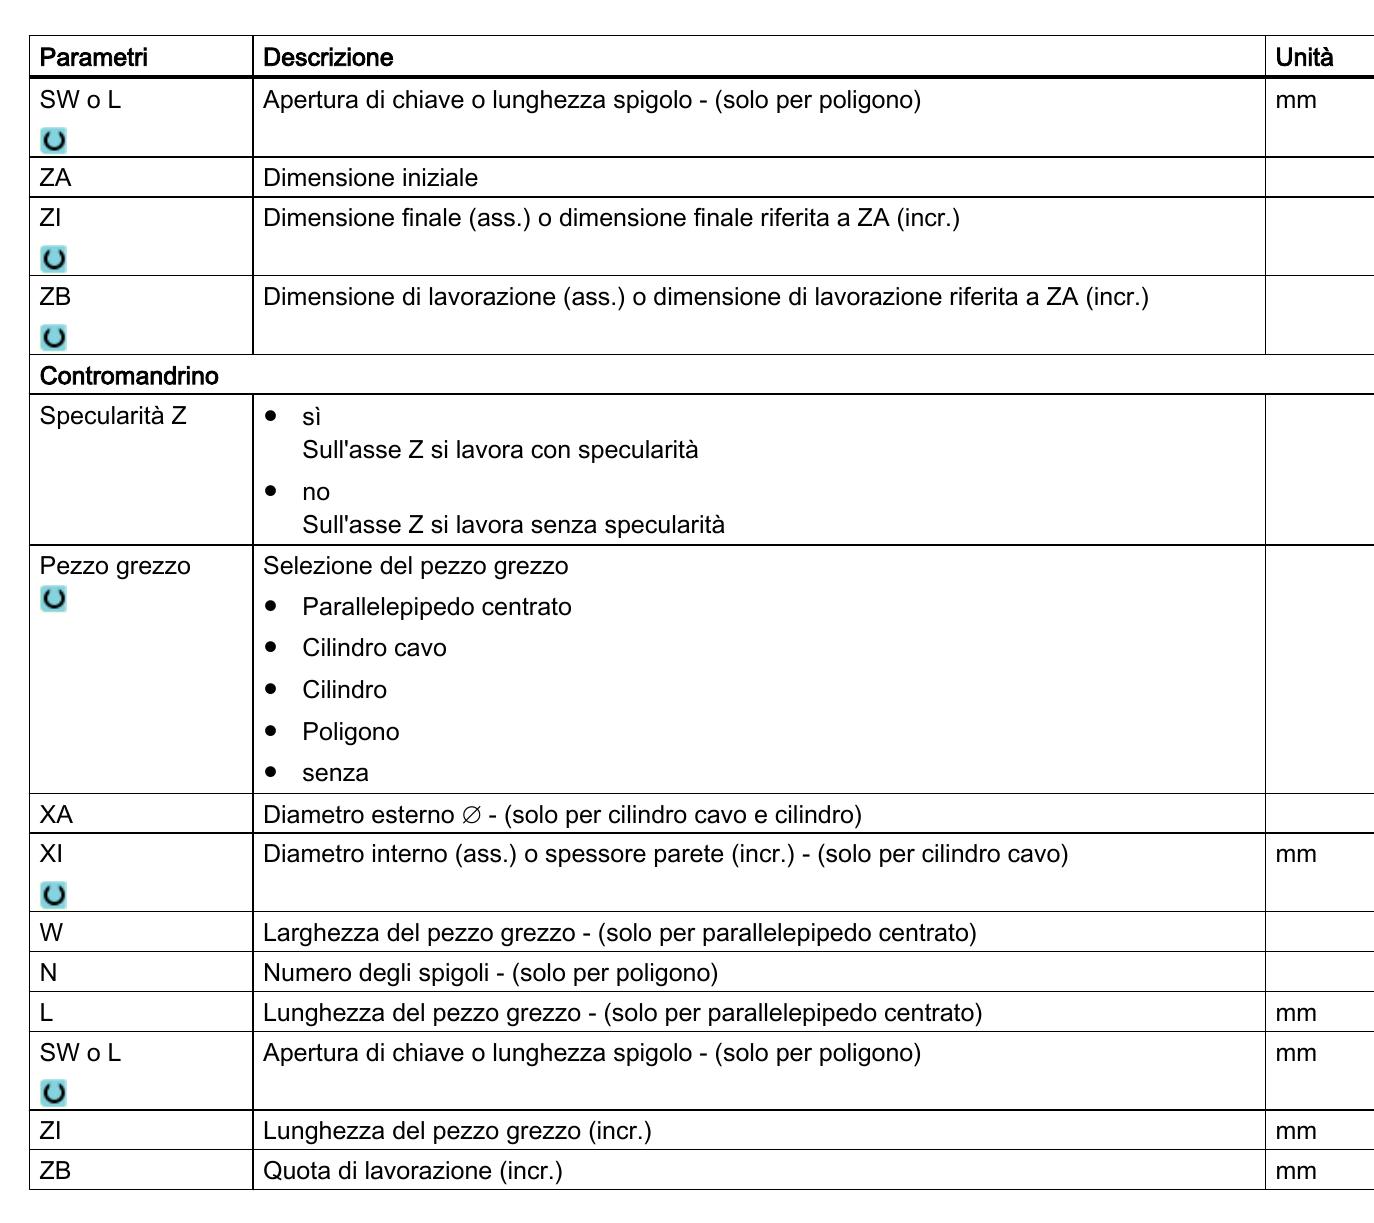 Parametri Descrizione Unità
SW o L Apertura di chiave o lunghezza spigolo - (solo per poligono) mm
ZA Dimensione iniziale
ZI Dimensione finale (ass.) o dimensione finale riferita a ZA (incr.)
ZB Dimensione di lavorazione (ass.) o dimensione di lavorazione riferita a ZA (incr.)
Contromandrino
Specularità Z • sì
Sull'asse Z si lavora con specularità
• no
Sull'asse Z si lavora senza specularità
Pezzo grezzo Selezione del pezzo grezzo
• Parallelepipedo centrato
• Cilindro cavo
• Cilindro
• Poligono
• senza
XA Diametro esterno ∅ - (solo per cilindro cavo e cilindro)
XI Diametro interno (ass.) o spessore parete (incr.) - (solo per cilindro cavo) mm
W Larghezza del pezzo grezzo - (solo per parallelepipedo centrato)
N Numero degli spigoli - (solo per poligono)
L Lunghezza del pezzo grezzo - (solo per parallelepipedo centrato) mm
SW o L Apertura di chiave o lunghezza spigolo - (solo per poligono) mm
ZI Lunghezza del pezzo grezzo (incr.) mm
ZB Quota di lavorazione (incr.) mm